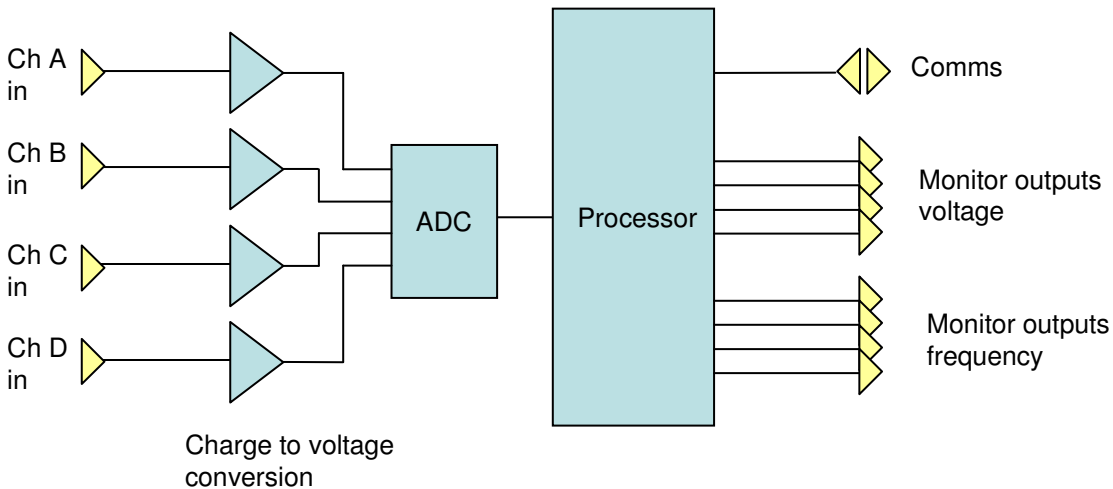 Ch A
in
Ch B
in
Ch C
in
Ch D
in
Charge to voltage
conversion
ADC
Processor
Comms
Monitor outputs
voltage
Monitor outputs
frequency